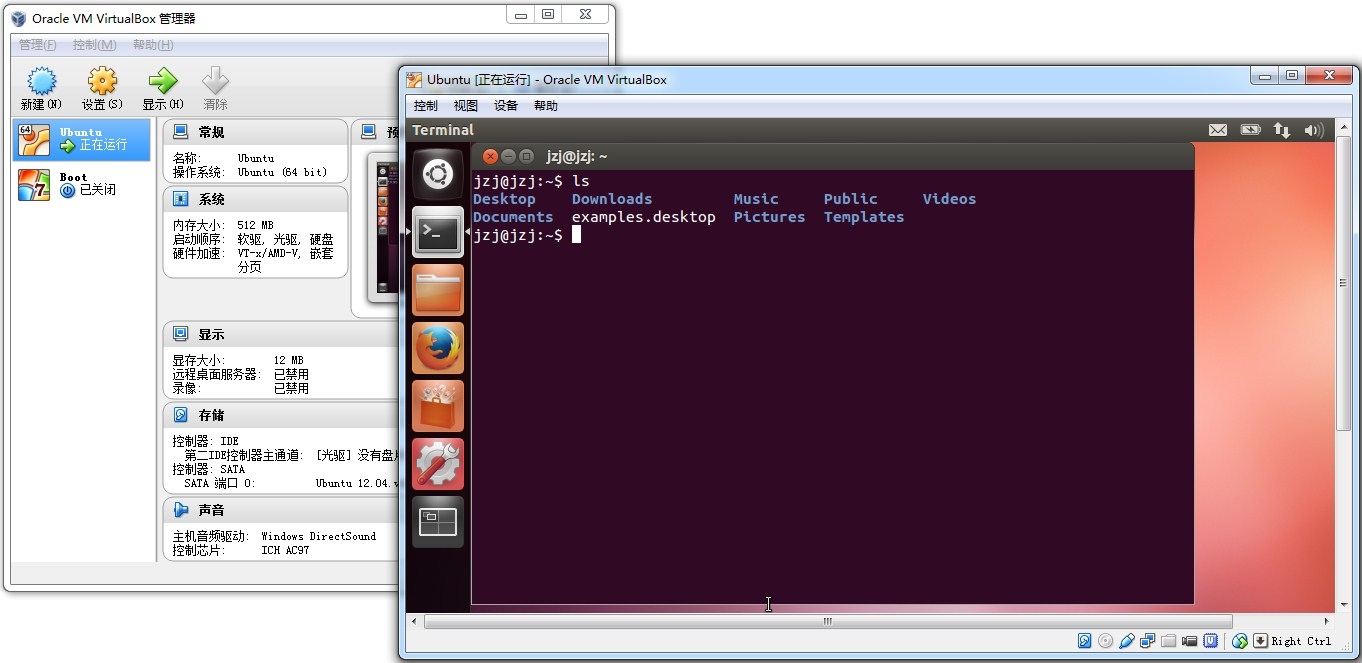 Oracle VM VirtualBox 管理器
管理(F) 控制(M) 帮助(H)
新建(N) 设置(S) 显示(H) 清除
64 Ubuntu
正在运行
7 Boot
已关闭
常规
名称: Ubuntu
操作系统: Ubuntu (64 bit)
系统
内存大小: 512 MB
启动顺序: 软驱, 光驱, 硬盘
硬件加速: VT-x/AMD-V, 嵌套
分页
预
显示
显存大小: 12 MB
远程桌面服务器: 已禁用
录像: 已禁用
存储
控制器: IDE
第二IDE控制器主通道: [光驱] 没有盘片
控制器: SATA
SATA 端口 0: Ubuntu 12.04.v
声音
主机音频驱动: Windows DirectSound
控制芯片: ICH AC97
Ubuntu [正在运行] - Oracle VM VirtualBox
控制 视图 设备 帮助
Terminal
jzj@jzj: ~
jzj@jzj:~$ ls
Desktop Downloads Music Public Videos
Documents examples.desktop Pictures Templates
jzj@jzj:~$
Right Ctrl